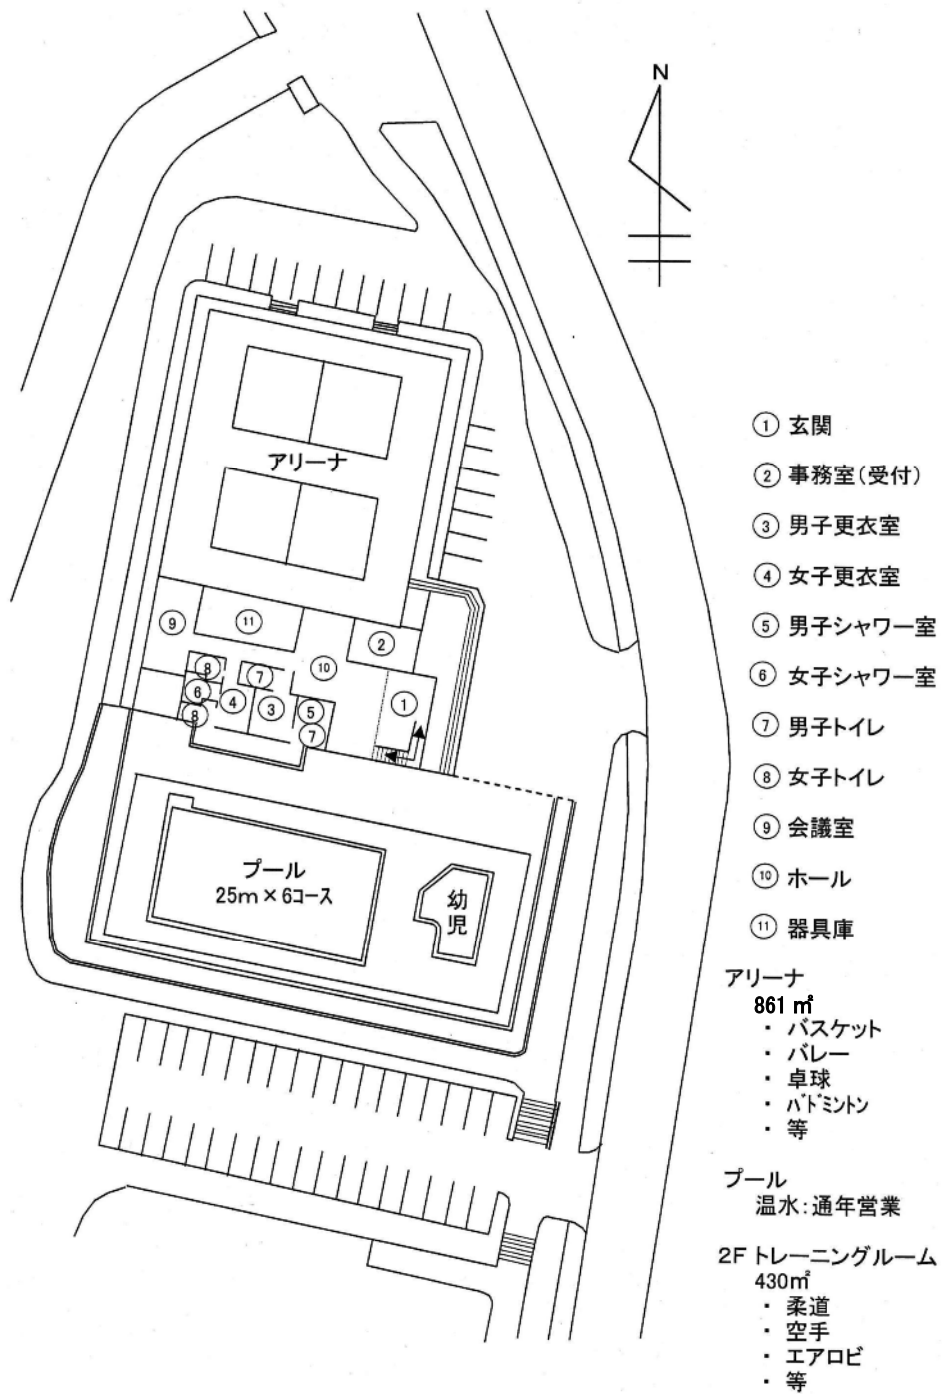 N
アリーナ
⑨
⑪
②
⑩
⑧
⑦
⑥
④
③
⑤
①
⑧
⑦
プール
25m×6コース
幼
児
① 玄関
② 事務室(受付)
③ 男子更衣室
④ 女子更衣室
⑤ 男子シャワー室
⑥ 女子シャワー室
⑦ 男子トイレ
⑧ 女子トイレ
⑨ 会議室
⑩ ホール
⑪ 器具庫
アリーナ
861㎡
・ バスケット
・ バレー
・ 卓球
・ バドミントン
・ 等
プール
温水:通年営業
2F トレーニングルーム
430㎡
・ 柔道
・ 空手
・ エアロビ
・ 等